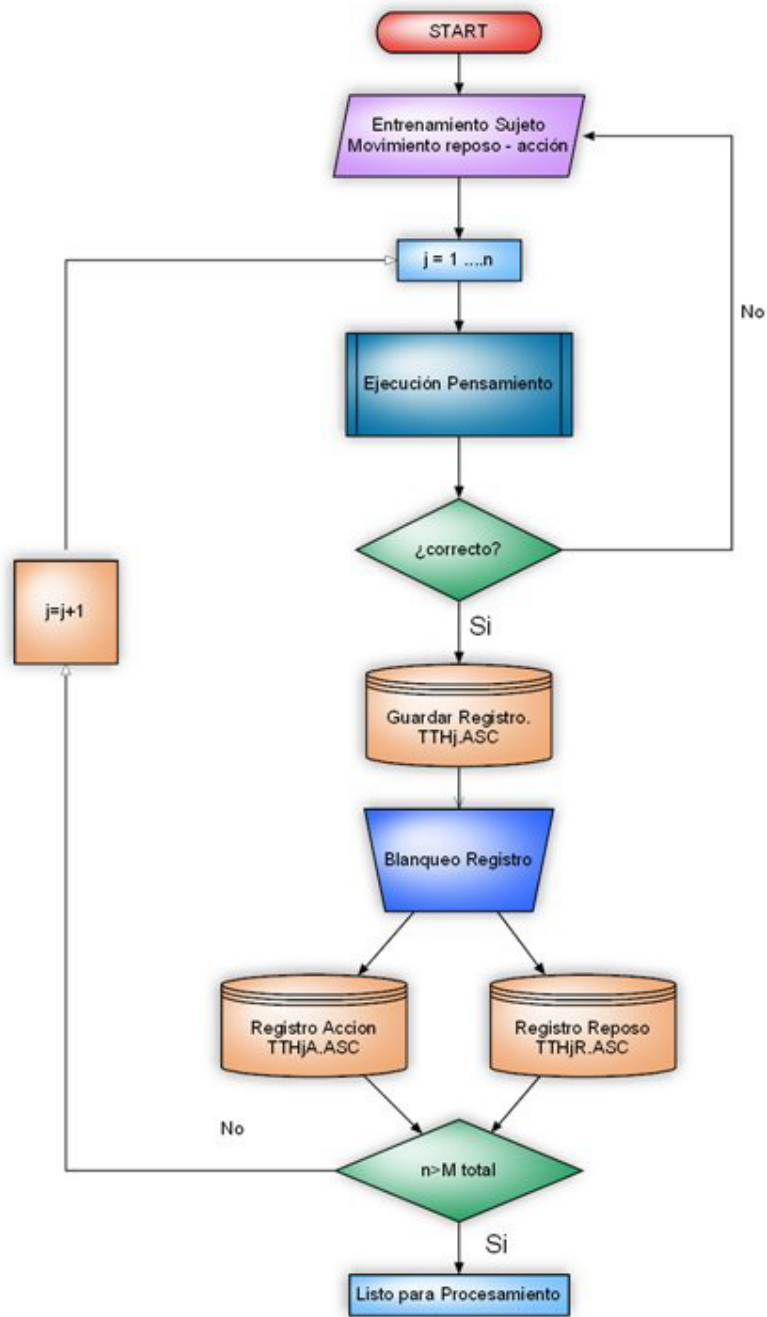 START
Entrenamiento Sujeto
Movimiento reposo - acción
j = 1 ....n
No
Ejecución Pensamiento
¿correcto?
j=j+1
Si
Guardar Registro.
TTHj.ASC
Blanqueo Registro
Registro Accion
TTHjA.ASC
Registro Reposo
TTHjR.ASC
No
n>M total
Si
Listo para Procesamiento